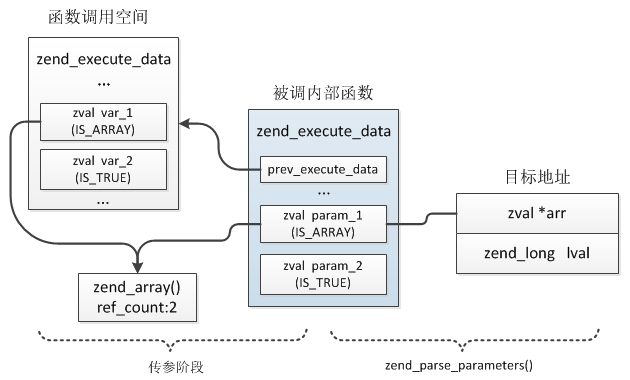 函数调用空间
zend_execute_data
...
zval var_1
(IS_ARRAY)
zval var_2
(IS_TRUE)
...
被调内部函数
zend_execute_data
prev_execute_data
...
zval param_1
(IS_ARRAY)
zval param_2
(IS_TRUE)
目标地址
zval *arr
zend_long lval
zend_array()
ref_count:2
传参阶段
zend_parse_parameters()